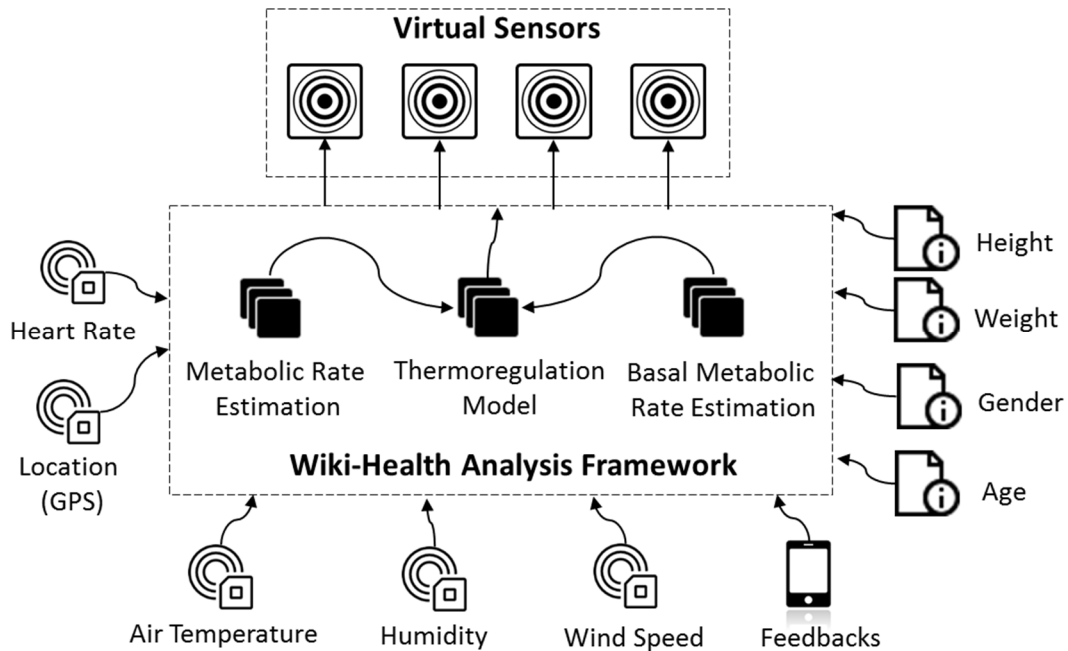 Virtual Sensors
Heart Rate
Location
(GPS)
Metabolic Rate
Estimation
Thermoregulation
Model
Basal Metabolic
Rate Estimation
Wiki-Health Analysis Framework
Height
Weight
Gender
Age
Air Temperature
Humidity
Wind Speed
Feedbacks